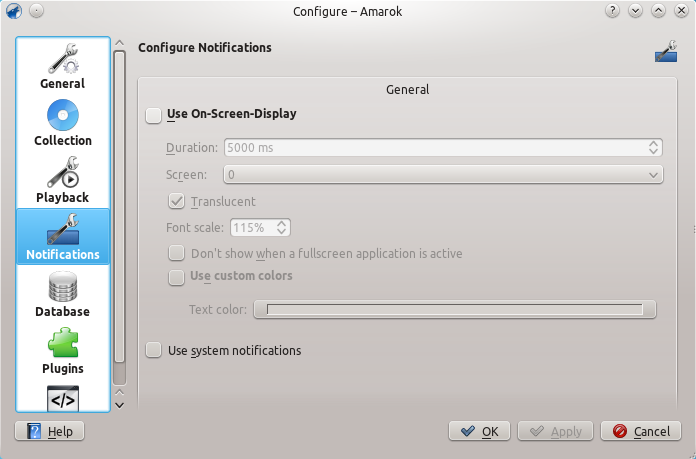 Configure – Amarok
General
Collection
Playback
Notifications
Database
Plugins
</>
Configure Notifications
General
Use On-Screen-Display
Duration: 5000 ms
Screen: 0
Translucent
Font scale: 115%
Don't show when a fullscreen application is active
Use custom colors
Text color:
Use system notifications
? Help
OK
Apply
Cancel